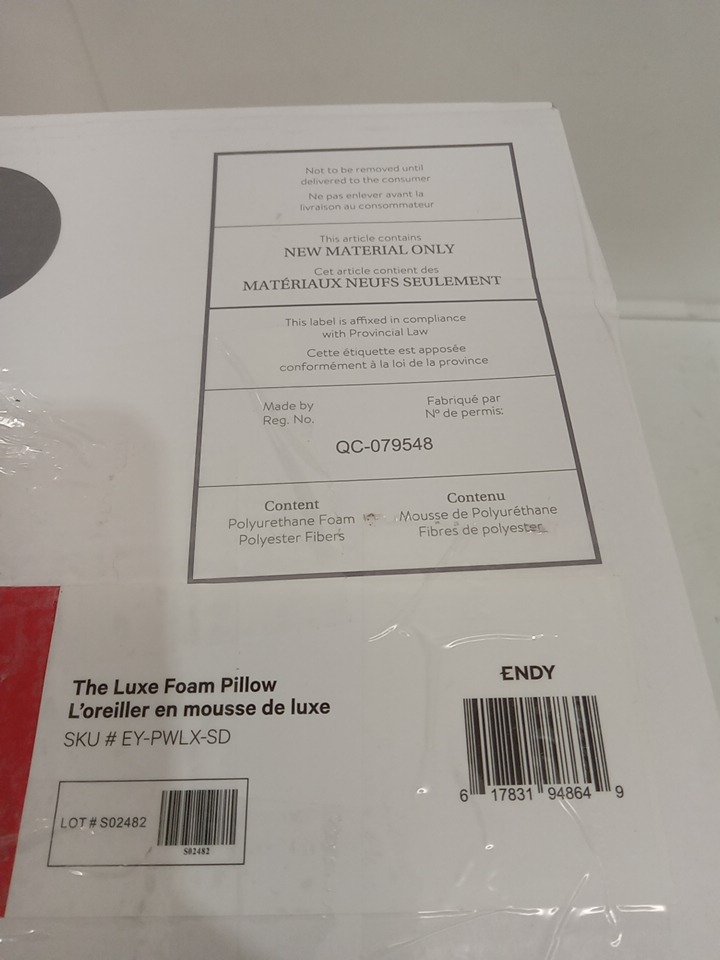 Not to be removed until
delivered to the consumer
Ne pas enlever avant la
livraison au consommateur
This article contains
NEW MATERIAL ONLY
Cet article contient des
MATÉRIAUX NEUFS SEULEMENT
This label is affixed in compliance
with Provincial Law
Cette étiquette est apposée
conformément à la loi de la province
Made by
Reg. No.
Fabriqué par
Nº de permis:
QC-079548
Content
Polyurethane Foam
Polyester Fibers
Contenu
Mousse de Polyuréthane
Fibres de polyester
The Luxe Foam Pillow
L'oreiller en mousse de luxe
SKU # EY-PWLX-SD
LOT # S02482
S02482
ENDY
6 17831 94864 9